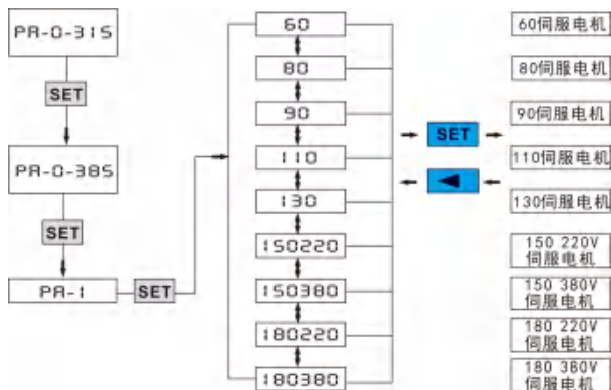 PR-0-315
SET
PR-0-385
SET
PR-1
SET
60
80
90
110
130
150220
150380
180220
180380
SET
60伺服电机
80伺服电机
90伺服电机
110伺服电机
130伺服电机
150 220V
伺服电机
150 380V
伺服电机
180 220V
伺服电机
180 380V
伺服电机